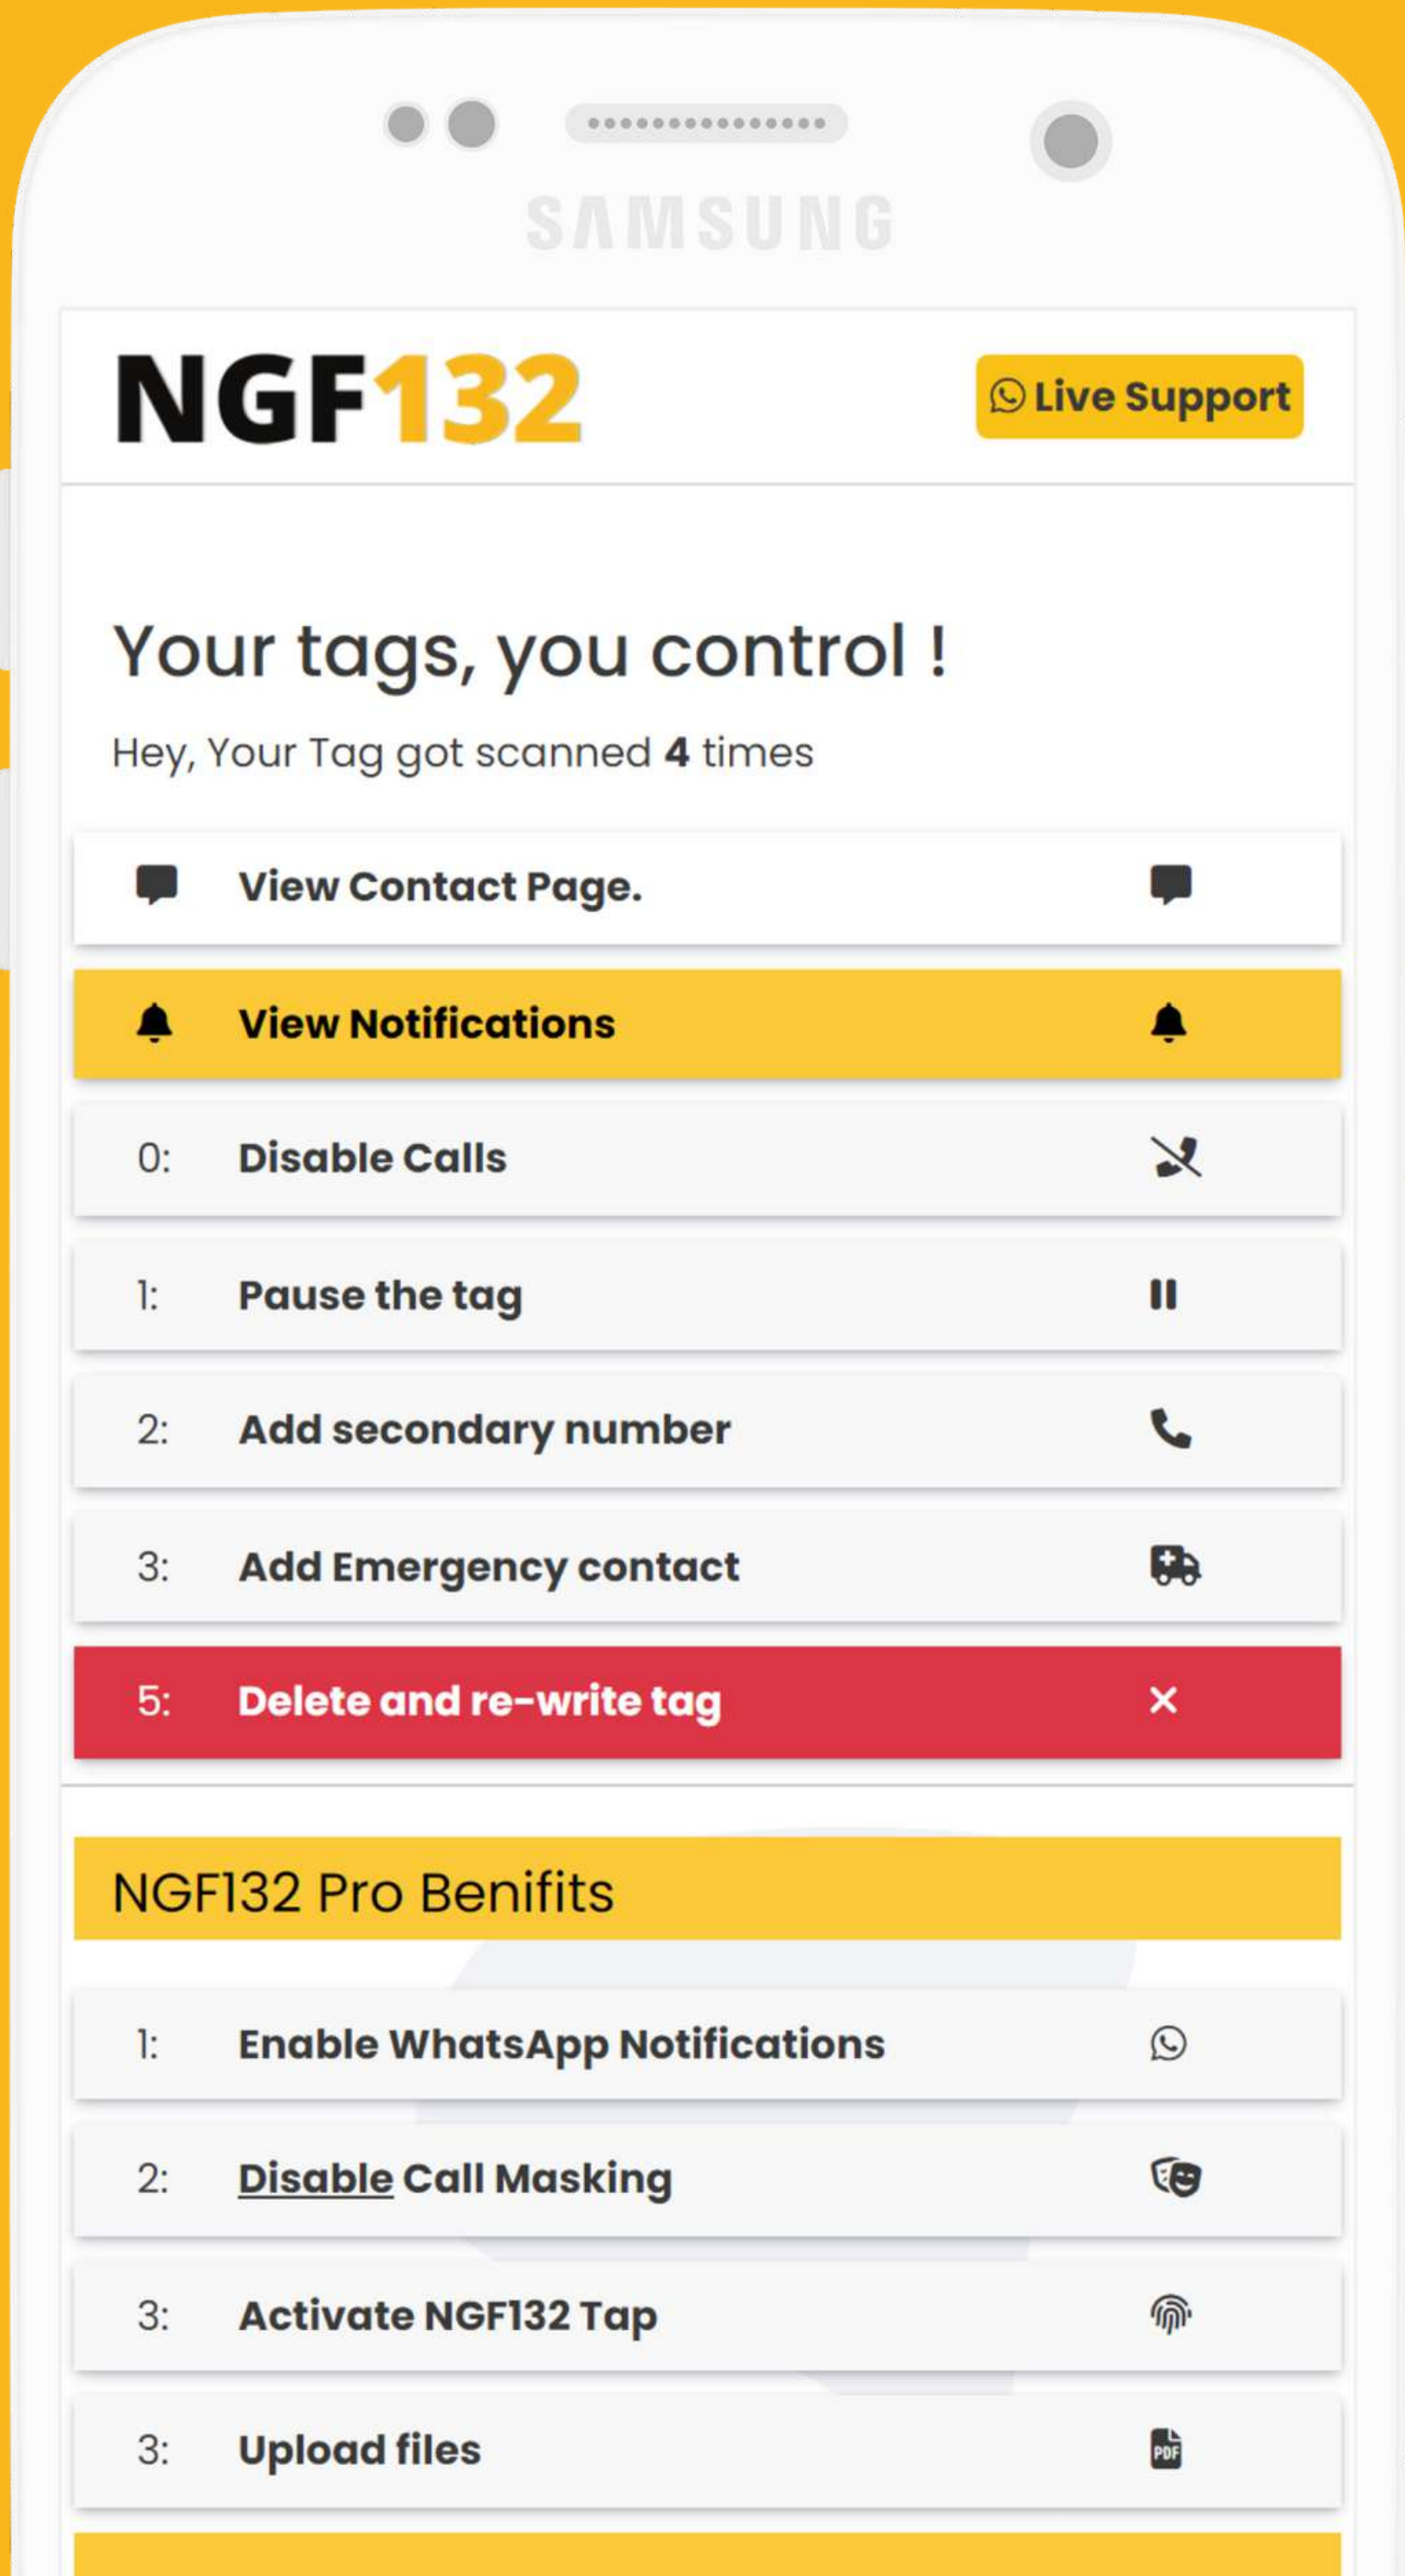 SAMSUNG
NGF132
Live Support
Your tags, you control !
Hey, Your Tag got scanned 4 times
View Contact Page.
View Notifications
0: Disable Calls
1: Pause the tag
2: Add secondary number
3: Add Emergency contact
5: Delete and re-write tag
NGF132 Pro Benifits
1: Enable WhatsApp Notifications
2: Disable Call Masking
3: Activate NGF132 Tap
3: Upload files
PDF